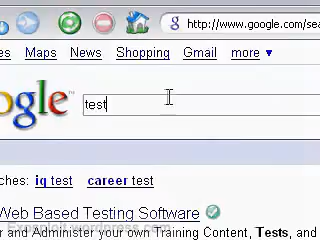 http://www.google.com/sea
es Maps News Shopping Gmail more ▼
ogle™
test
ches: iq test career test
Web Based Testing Software
r and Administer your own Training Content, Tests, and